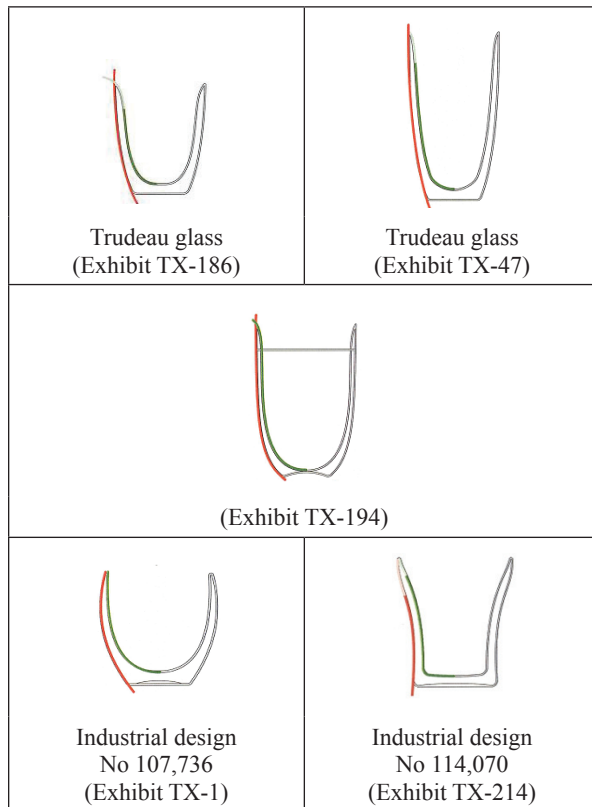 Trudeau glass
(Exhibit TX-186)
Trudeau glass
(Exhibit TX-47)
(Exhibit TX-194)
Industrial design
No 107,736
(Exhibit TX-1)
Industrial design
No 114,070
(Exhibit TX-214)